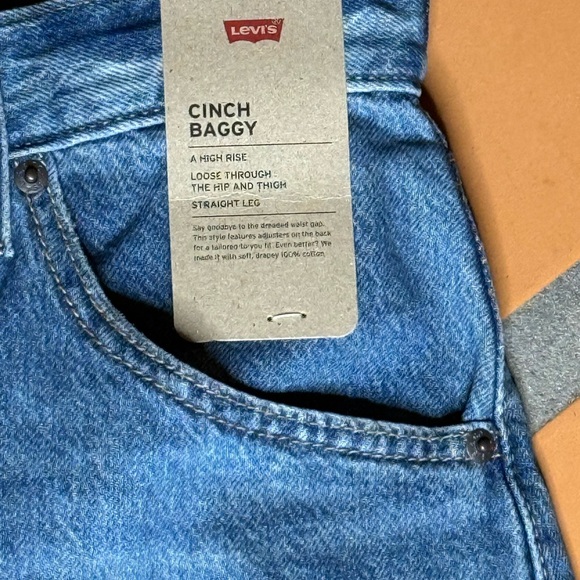 LEVI'S
CINCH
BAGGY
A HIGH RISE
LOOSE THROUGH
THE HIP AND THIGH
STRAIGHT LEG
Say goodbye to the dreaded waist gap.
This style features adjusters on the back
for a tailored-to-you fit. Even better? We
made it with soft, drapey 100% cotton